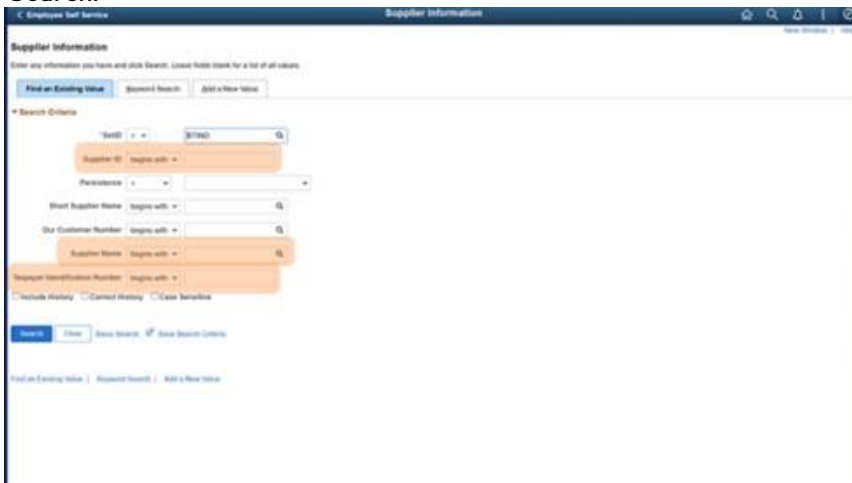 Search.
< Employee Self Service
Supplier Information
New Window |
Supplier Information
Enter any information you have and click Search. Leave fields blank for a list of all values.
Find an Existing Value
Keyword Search
Add a New Value
Search Criteria
*SetID
=
STIND
Supplier ID
begins with
Persistence
=
Short Supplier Name
begins with
Our Customer Number
begins with
Supplier Name
begins with
Taxpayer Identification Number
begins with
Include History
Correct History
Case Sensitive
Search
Clear
Basic Search
Save Search Criteria
Find an Existing Value | Keyword Search | Add a New Value